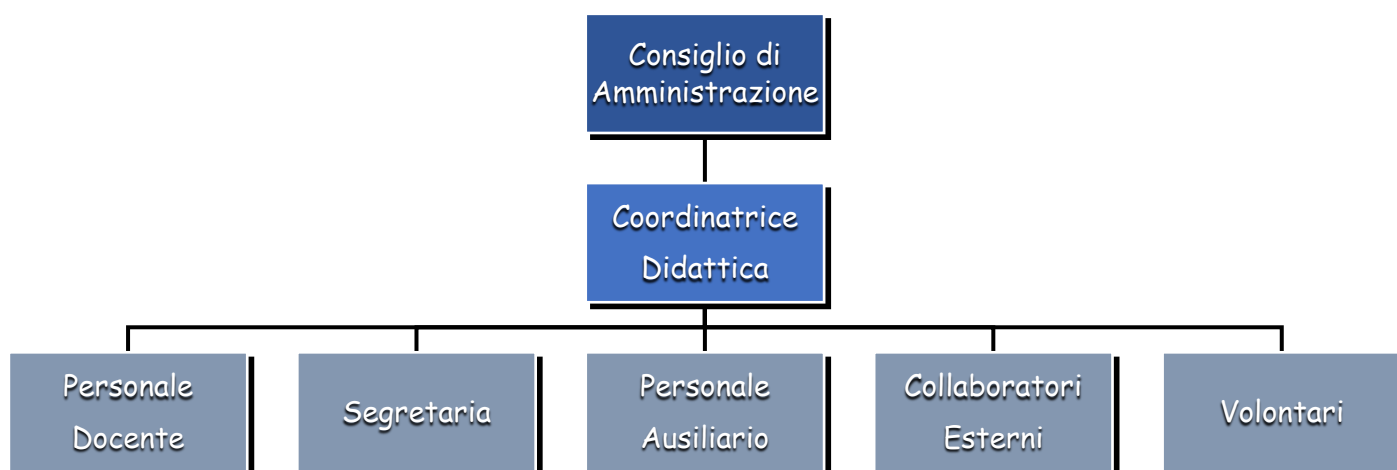 Consiglio di
Amministrazione
Coordinatrice
Didattica
Personale
Docente
Segretaria
Personale
Ausiliario
Collaboratori
Esterni
Volontari